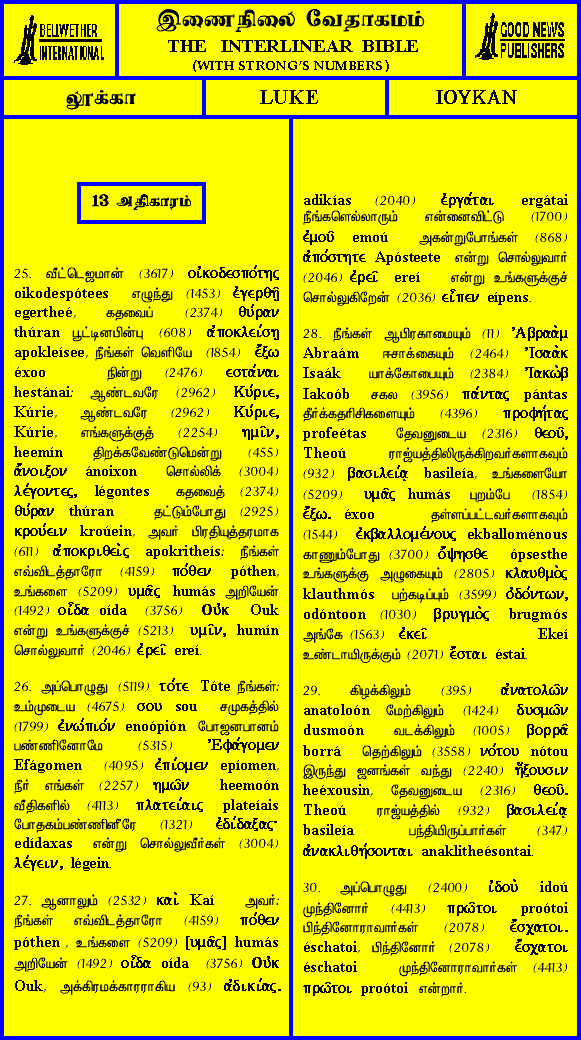 BELLWETHER
INTERNATIONAL
இணைநிலை வேதாகமம்
THE INTERLINEAR BIBLE
(WITH STRONG'S NUMBERS)
GOOD NEWS
PUBLISHERS
லூக்கா
LUKE
ΙΟΥΚΑΝ
13 அதிகாரம்
25. வீட்டெஜமான் (3617) οἰκοδεσπότης
oikodespótees எழுந்து (1453) ἐγερθῇ
egertheé, கதவைப் (2374) θύραν
thúran பூட்டினபின்பு (608) ἀποκλείσῃ
apokleísee, நீங்கள் வெளியே (1854) ἔξω
éxoo நின்று (2476) εστάναι
hestánai: ஆண்டவரே (2962) Κύριε,
Kúrie, ஆண்டவரே (2962) Κύριε,
Kúrie, எங்களுக்குத் (2254) ημῖν,
heemín திறக்கவேண்டுமென்று (455)
ἄνοιξον ánoixon சொல்லிக் (3004)
λέγοντες, légontes கதவைத் (2374)
θύραν thúran தட்டும்போது (2925)
κρούειν kroúein, அவர் பிரதியுத்தரமாக
(611) ἀποκριθεὶς apokritheís: நீங்கள்
எவ்விடத்தாரோ (4159) πόθεν póthen,
உங்களை (5209) υμᾶς humás அறியேன்
(1492) οἶδα oída (3756) Οὐκ Ouk
என்று உங்களுக்குச் (5213) υμῖν, humín
சொல்லுவார் (2046) ἐρεῖ ereí.
26. அப்பொழுது (5119) τότε Tóte நீங்கள்:
உம்முடைய (4675) σου sou சமுகத்தில்
(1799) ἐνώπιόν enoópión போஜனபானம்
பண்ணினோமே (5315) Ἐφάγομεν
Efágomen (4095) ἐπίομεν epíomen,
நீர் எங்கள் (2257) ημῶν heemoón
வீதிகளில் (4113) πλατείαις plateíais
போதகம்பண்ணினீரே (1321) ἐδίδαξας·
edídaxas என்று சொல்லுவீர்கள் (3004)
λέγειν, légein.
27. ஆனாலும் (2532) καὶ Kaí அவர்:
நீங்கள் எவ்விடத்தாரோ (4159) πόθεν
póthen , உங்களை (5209) [υμᾶς] humás
அறியேன் (1492) οἶδα oída (3756) Οὐκ
Ouk, அக்கிரமக்காரராகிய (93) ἀδικίας.
adikías (2040) ἐργάται ergátai
நீங்களெல்லாரும் என்னைவிட்டு (1700)
ἐμοῦ emoú அகன்றுபோங்கள் (868)
ἀπόστητε Apósteete என்று சொல்லுவார்
(2046) ἐρεῖ ereí என்று உங்களுக்குச்
சொல்லுகிறேன் (2036) εἶπεν eípens.
28. நீங்கள் ஆபிரகாமையும் (11) Ἀβραὰμ
Abraám ஈசாக்கையும் (2464) Ἰσαὰκ
Isaák யாக்கோபையும் (2384) Ἰακὼβ
Iakoób சகல (3956) πάντας pántas
தீர்க்கதரிசிகளையும் (4396) προφήτας
profeétas தேவனுடைய (2316) θεοῦ,
Theoú ராஜ்யத்திலிருக்கிறவர்களாகவும்
(932) βασιλείᾳ basileía, உங்களையோ
(5209) υμᾶς humás புறம்பே (1854)
ἔξω. éxoo தள்ளப்பட்டவர்களாகவும்
(1544) ἐκβαλλομένους ekballoménous
காணும்போது (3700) ὄψησθε ópsesthe
உங்களுக்கு அழுகையும் (2805) κλαυθμὸς
klauthmós பற்கடிப்பும் (3599) ὀδόντων,
odóntoon (1030) βρυγμὸς brugmós
அங்கே (1563) ἐκεῖ Ekeí
உண்டாயிருக்கும் (2071) ἔσται éstai.
29. கிழக்கிலும் (395) ἀνατολῶν
anatoloón மேற்கிலும் (1424) δυσμῶν
dusmoón வடக்கிலும் (1005) βορρᾶ
borrá தெற்கிலும் (3558) νότου nótou
இருந்து ஜனங்கள் வந்து (2240) ἥξουσιν
heéxousin, தேவனுடைய (2316) θεοῦ.
Theoú ராஜ்யத்தில் (932) βασιλείᾳ
basileía பந்தியிருப்பார்கள் (347)
ἀνακλιθήσονται anaklitheésontai.
30. அப்பொழுது (2400) ἰδοὺ idoú
முந்தினோர் (4413) πρῶτοι proótoi
பிந்தினோராவார்கள் (2078) ἔσχατοι.
éschatoi, பிந்தினோர் (2078) ἔσχατοι
éschatoi முந்தினோராவார்கள் (4413)
πρῶτοι proótoi என்றார்.